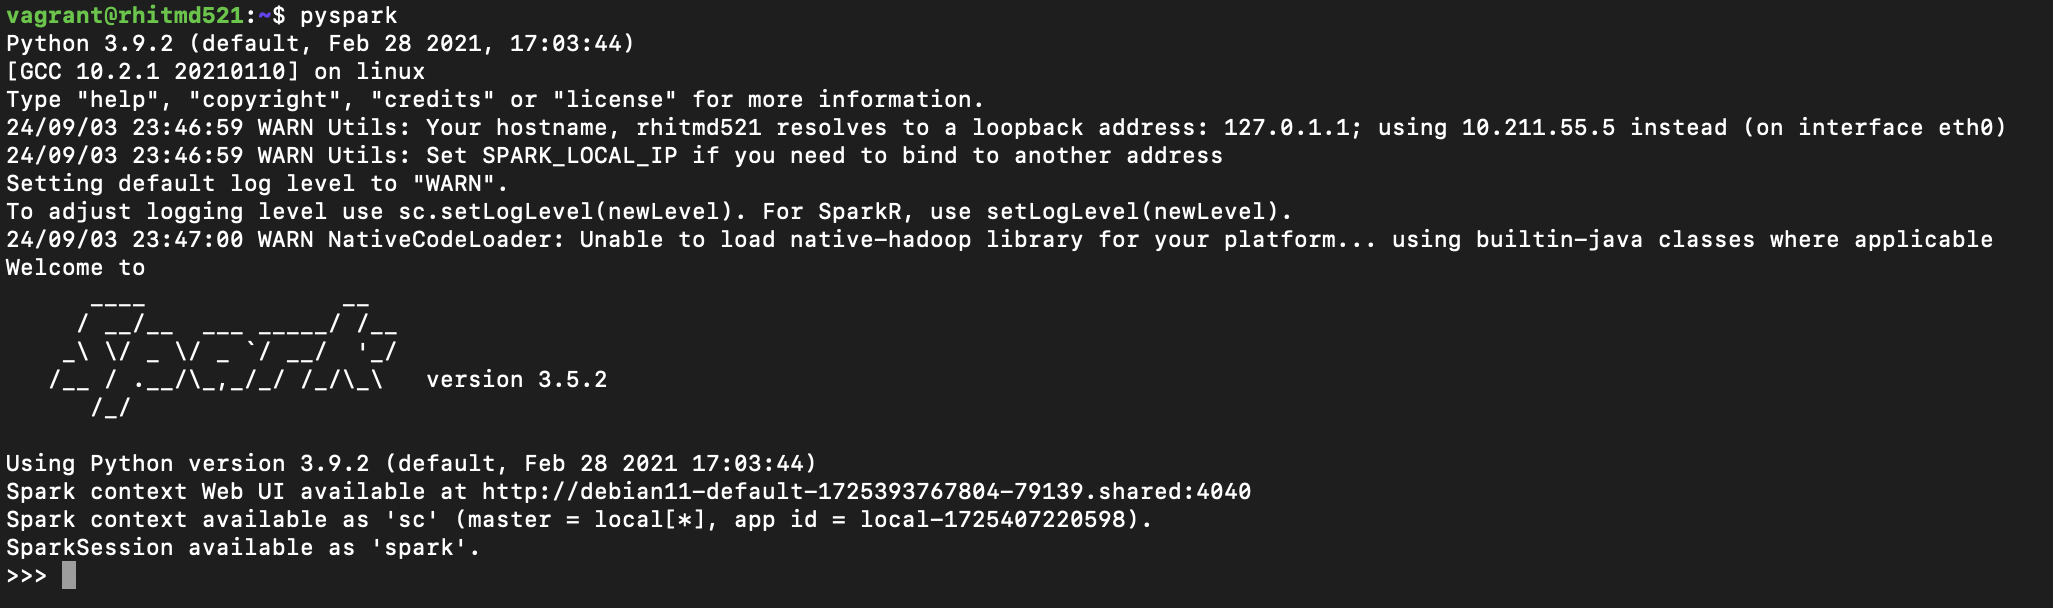 vagrant@rhitmd521:~$ pyspark
Python 3.9.2 (default, Feb 28 2021, 17:03:44)
[GCC 10.2.1 20210110] on linux
Type "help", "copyright", "credits" or "license" for more information.
24/09/03 23:46:59 WARN Utils: Your hostname, rhitmd521 resolves to a loopback address: 127.0.1.1; using 10.211.55.5 instead (on interface eth0)
24/09/03 23:46:59 WARN Utils: Set SPARK_LOCAL_IP if you need to bind to another address
Setting default log level to "WARN".
To adjust logging level use sc.setLogLevel(newLevel). For SparkR, use setLogLevel(newLevel).
24/09/03 23:47:00 WARN NativeCodeLoader: Unable to load native-hadoop library for your platform... using builtin-java classes where applicable
Welcome to
      ____              __
     / __/__  ___ _____/ /__
    _\ \/ _ \/ _ `/ __/  '_/
   /__ / .__/\_,_/_/ /_/\_\   version 3.5.2
      /_/
Using Python version 3.9.2 (default, Feb 28 2021 17:03:44)
Spark context Web UI available at http://debian11-default-1725393767804-79139.shared:4040
Spark context available as 'sc' (master = local[*], app id = local-1725407220598).
SparkSession available as 'spark'.
>>>